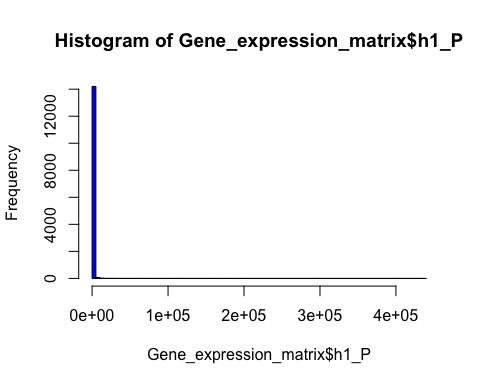 Histogram of Gene_expression_matrix$h1_P
Frequency
12000
8000
4000
0
0e+00 1e+05 2e+05 3e+05 4e+05
Gene_expression_matrix$h1_P